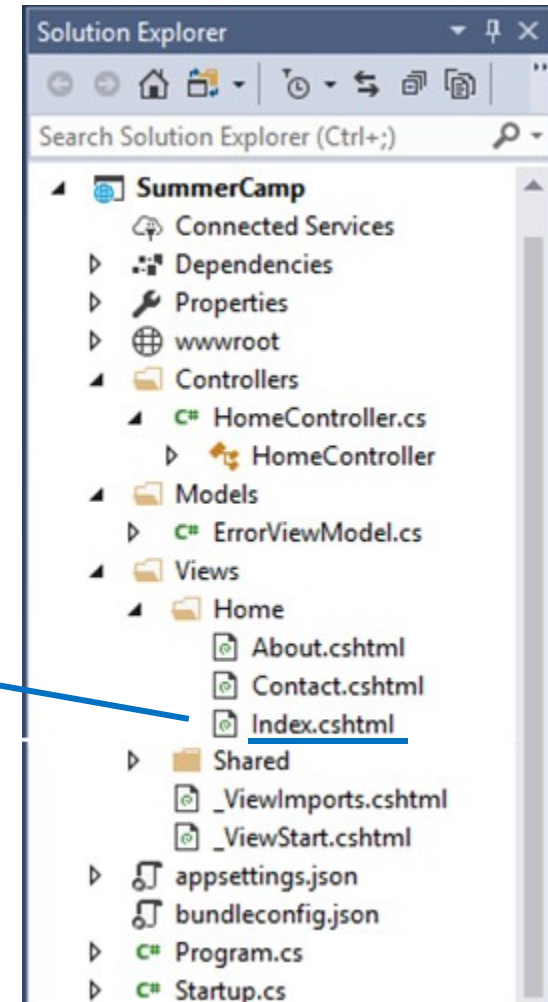 Solution Explorer
Search Solution Explorer (Ctrl+;)
SummerCamp
Connected Services
Dependencies
Properties
wwwroot
Controllers
C# HomeController.cs
HomeController
Models
C# ErrorViewModel.cs
Views
Home
About.cshtml
Contact.cshtml
Index.cshtml
Shared
_ViewImports.cshtml
_ViewStart.cshtml
appsettings.json
bundleconfig.json
C# Program.cs
C# Startup.cs